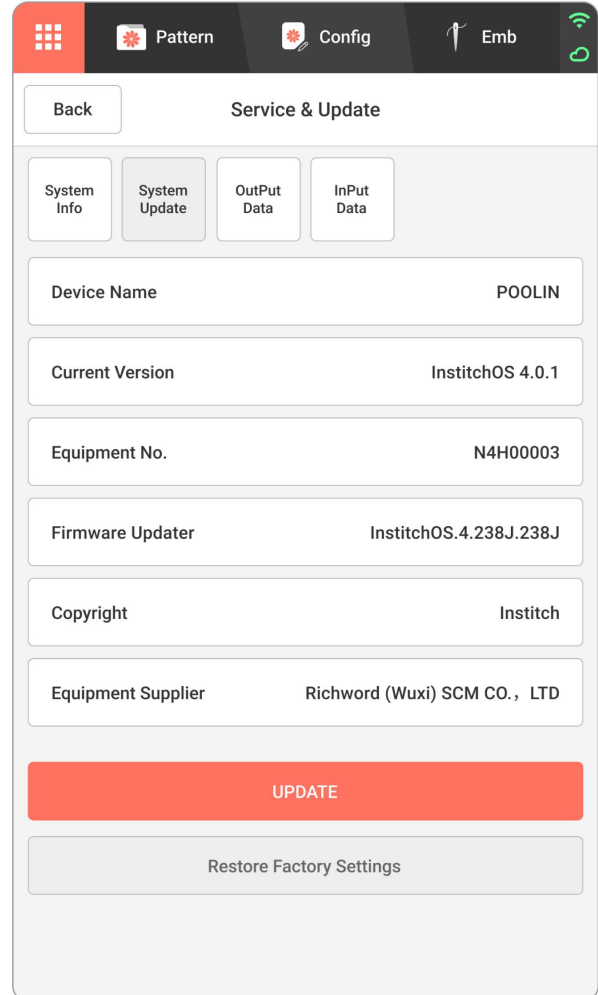 Pattern Config Emb
Back Service & Update
System Info
System Update
OutPut Data
InPut Data
Device Name POOLIN
Current Version InstitchOS 4.0.1
Equipment No. N4H00003
Firmware Updater InstitchOS.4.238J.238J
Copyright Institch
Equipment Supplier Richword (Wuxi) SCM CO.，LTD
UPDATE
Restore Factory Settings